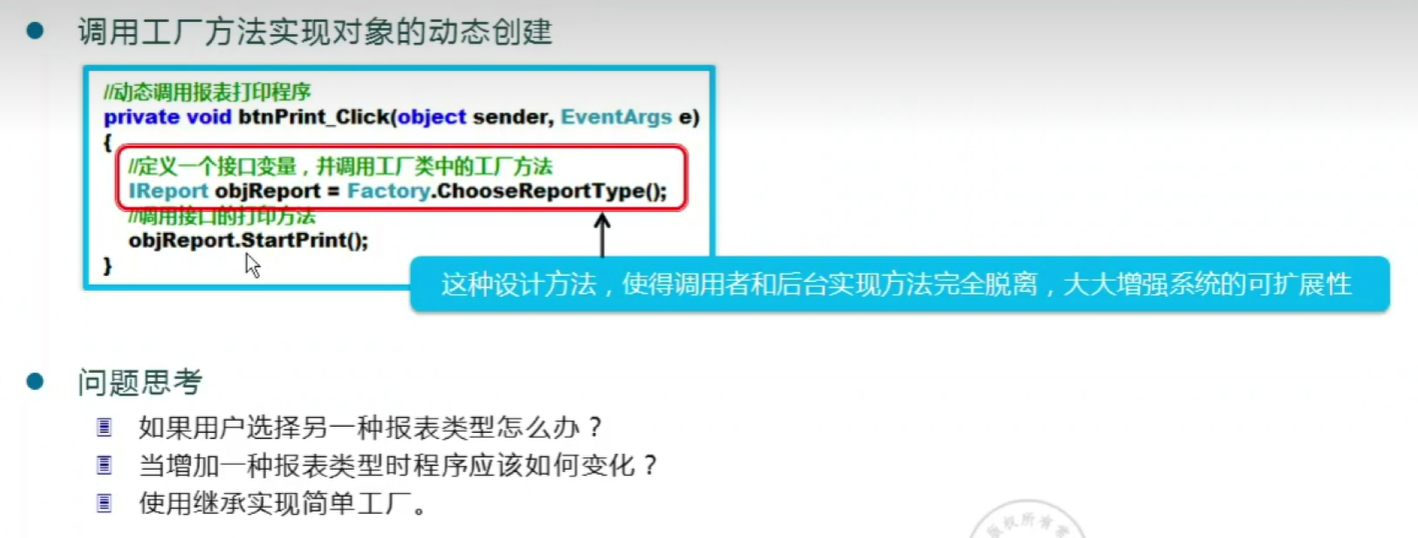 调用工厂方法实现对象的动态创建
//动态调用报表打印程序
private void btnPrint_Click(object sender, EventArgs e)
{
//定义一个接口变量，并调用工厂类中的工厂方法
IReport objReport = Factory.ChooseReportType();
//调用接口的打印方法
objReport.StartPrint();
}
这种设计方法，使得调用者和后台实现方法完全脱离，大大增强系统的可扩展性
问题思考
如果用户选择另一种报表类型怎么办？
当增加一种报表类型时程序应该如何变化？
使用继承实现简单工厂。
版权所有